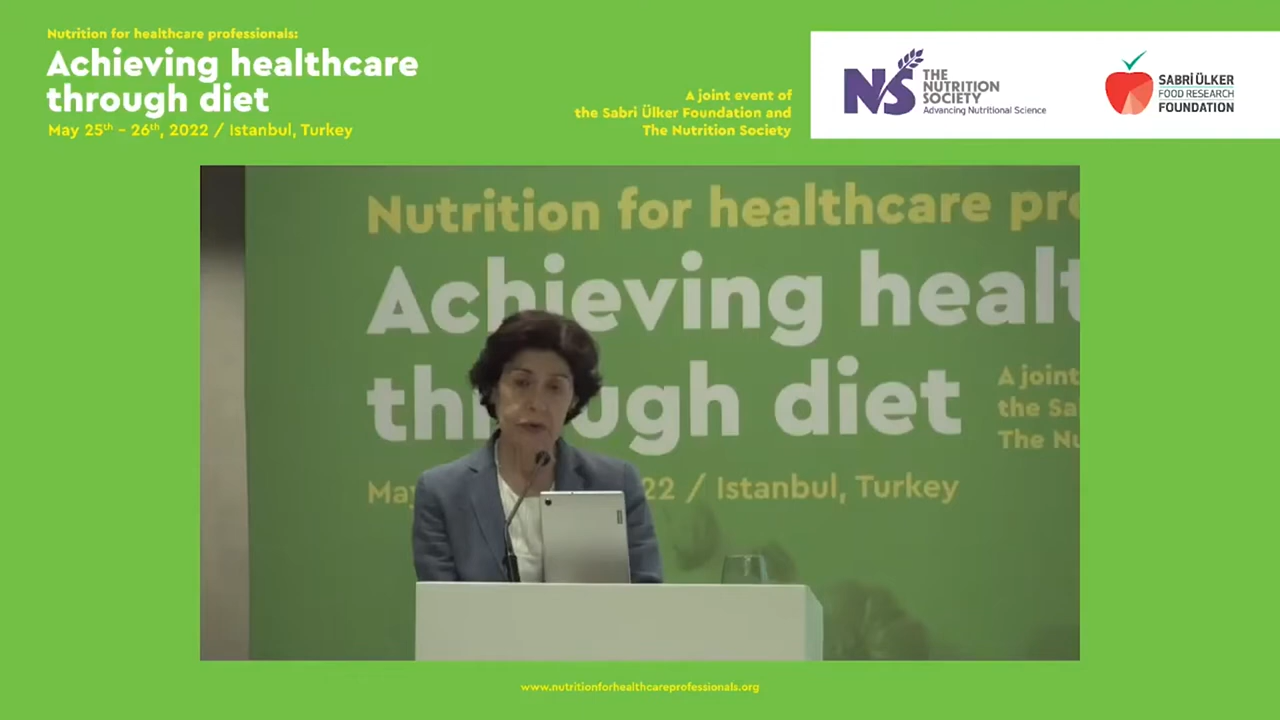 Nutrition for healthcare professionals:
Achieving healthcare
through diet
May 25th - 26th, 2022 / Istanbul, Turkey
A joint event of
the Sabri Ülker Foundation and
The Nutrition Society
NS
THE
NUTRITION
SOCIETY
Advancing Nutritional Science
SABRİ ÜLKER
FOOD RESEARCH
FOUNDATION
Nutrition for healthcare pro
Achieving healt
through diet
A joint
the Sa
The Nu
May 22 / Istanbul, Turkey
www.nutritionforhealthcareprofessionals.org